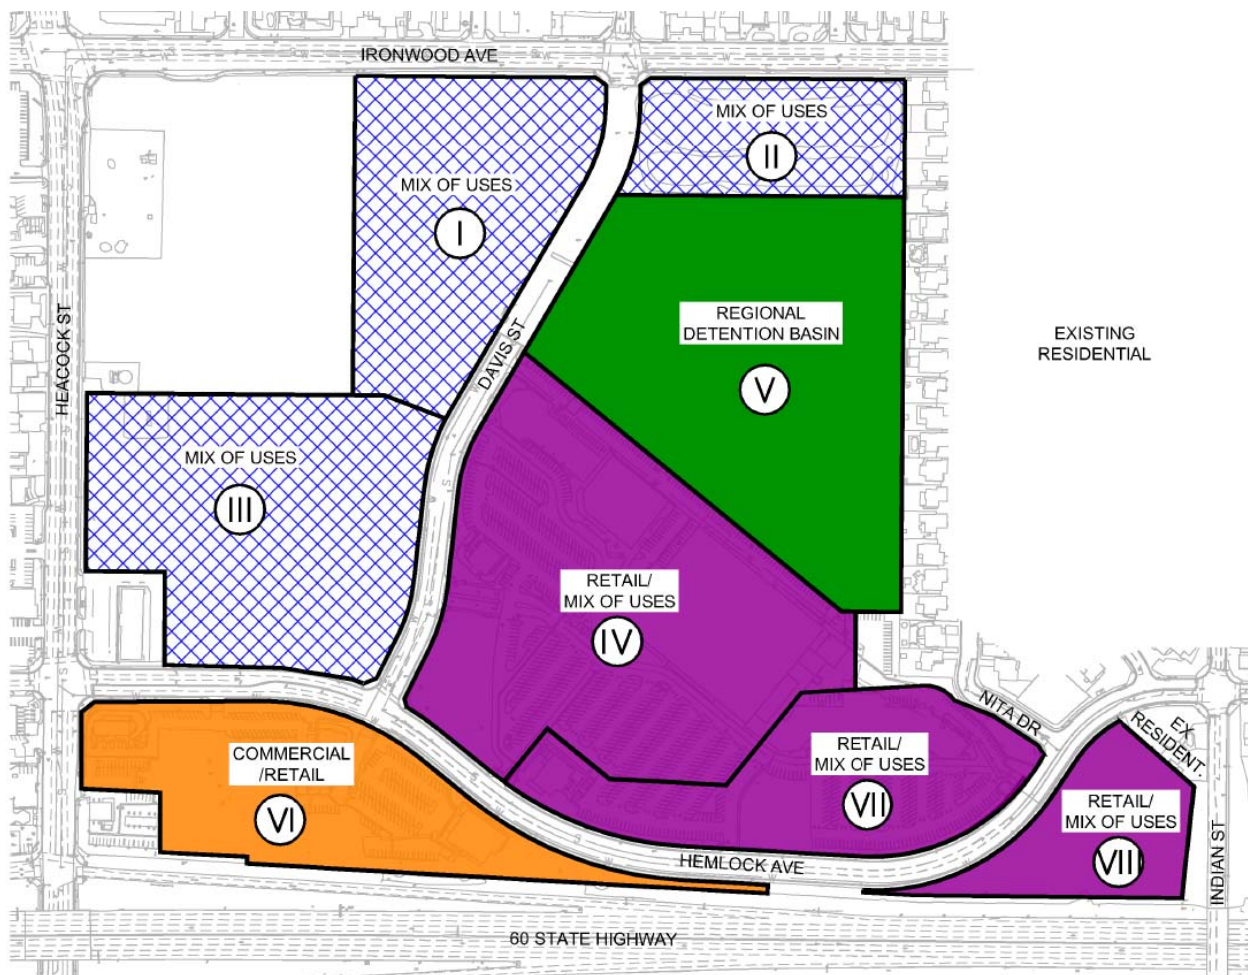 IRONWOOD AVE
MIX OF USES
II
MIX OF USES
I
HEACOCK ST
DAVIS ST
REGIONAL
DETENTION BASIN
V
EXISTING
RESIDENTIAL
MIX OF USES
III
RETAIL/
MIX OF USES
IV
NITA DR
EX.
RESIDENT.
COMMERCIAL
/RETAIL
VI
RETAIL/
MIX OF USES
VII
RETAIL/
MIX OF USES
VIII
HEMLOCK AVE
INDIAN ST
60 STATE HIGHWAY